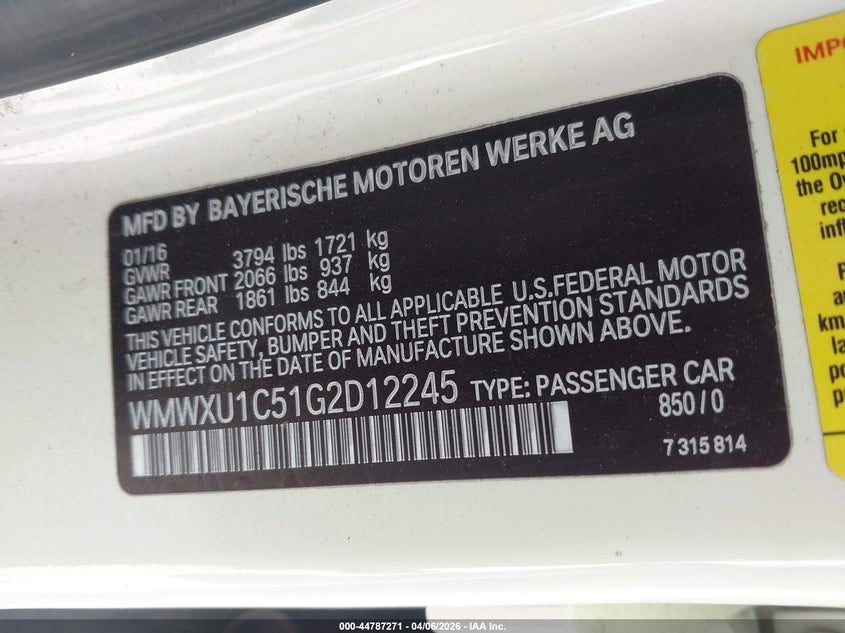 MFD BY BAYERISCHE MOTOREN WERKE AG
01/16
GVWR 3794 lbs 1721 kg
GAWR FRONT 2066 lbs 937 kg
GAWR REAR 1861 lbs 844 kg
THIS VEHICLE CONFORMS TO ALL APPLICABLE U.S.FEDERAL MOTOR
VEHICLE SAFETY, BUMPER AND THEFT PREVENTION STANDARDS
IN EFFECT ON THE DATE OF MANUFACTURE SHOWN ABOVE.
WMWXU1C51G2D12245 TYPE: PASSENGER CAR
850/0
7 315 814
For
100mp
the O
rec
infl
km
la
po
000-44787271 - 04/06/2026 - IAA Inc.